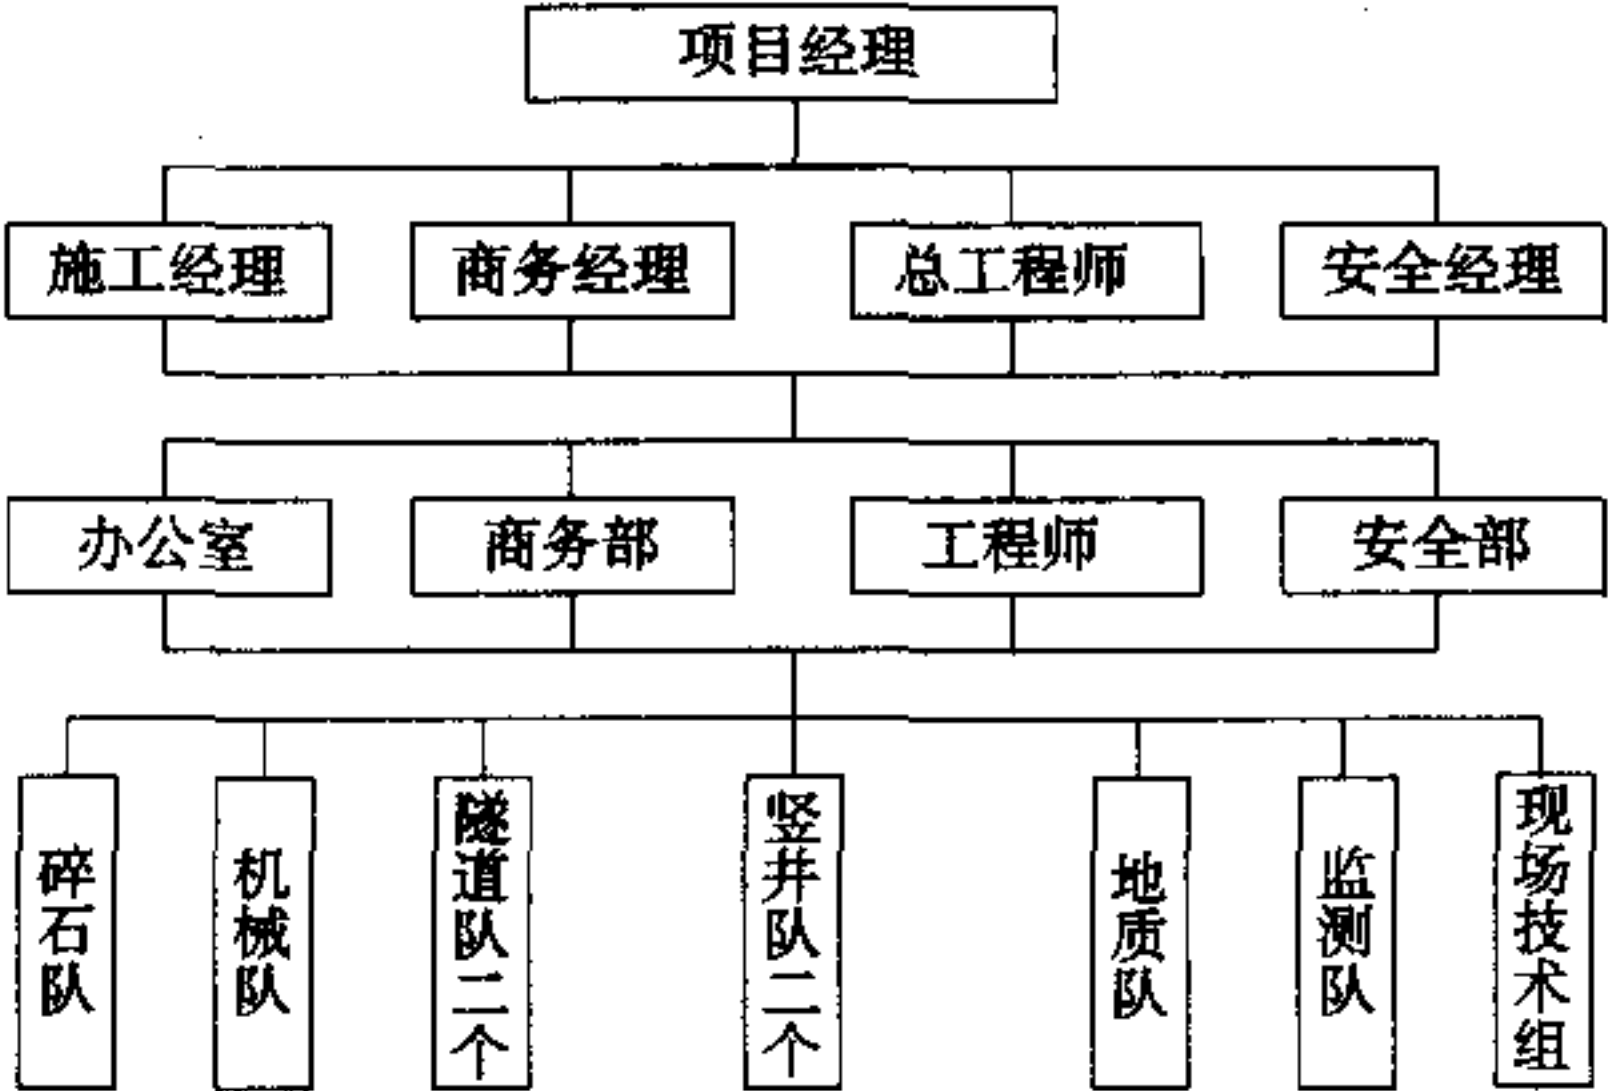 项目经理
施工经理
商务经理
总工程师
安全经理
办公室
商务部
工程师
安全部
碎石队
机械队
隧道队二个
竖井队二个
地质队
监测队
现场技术组